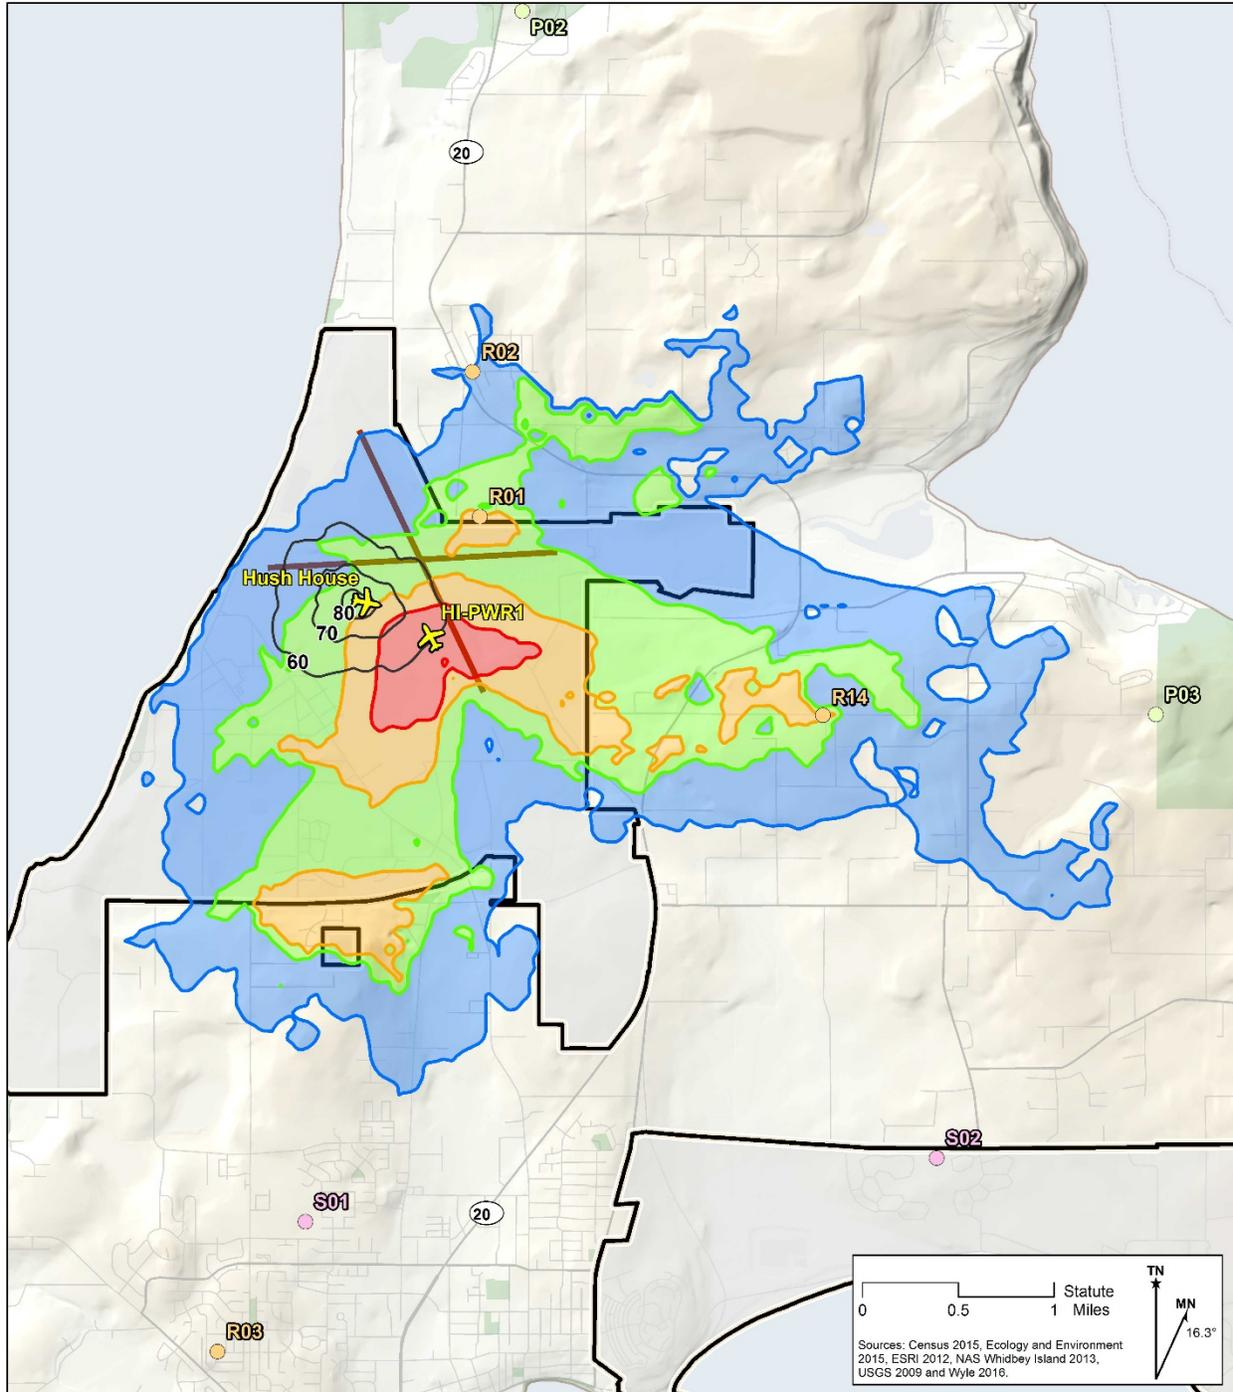 P02
20
R02
R01
Hush House
80
HI-PWR1
70
60
R14
P03
S02
S01
20
R03
0
0.5
1
Statute
Miles
TN
MN
16.3°
Sources: Census 2015, Ecology and Environment
2015, ESRI 2012, NAS Whidbey Island 2013,
USGS 2009 and Wyle 2016.